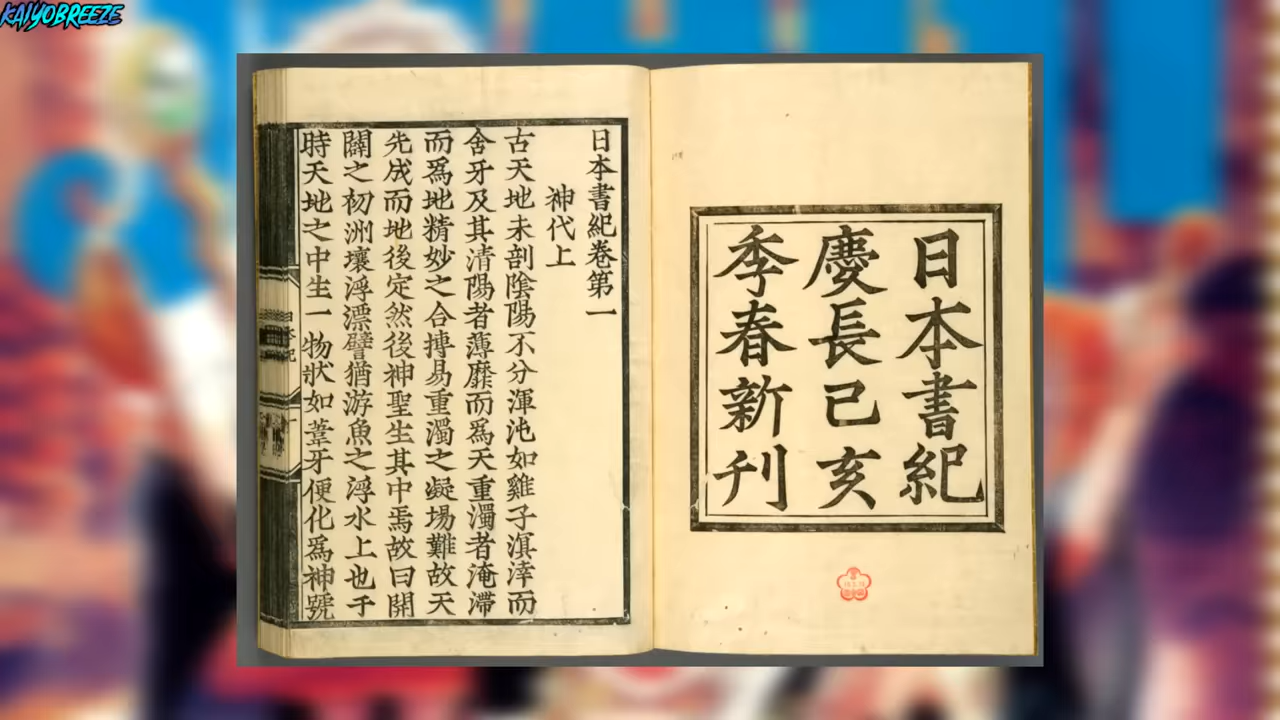 KAIYOBREEZE
日本書紀
慶長己亥
季春新刊
日本書紀卷第一
神代上
古天地未剖陰陽不分渾沌如雞子溟涬而
含牙及其清陽者薄靡而爲天重濁者淹滯
而爲地精妙之合搏易重濁之凝場難故天
先成而地後定然後神聖生其中焉故曰開
闢之初洲壤浮漂譬猶游魚之浮水上也于
時天地之中生一物狀如葦牙便化爲神號